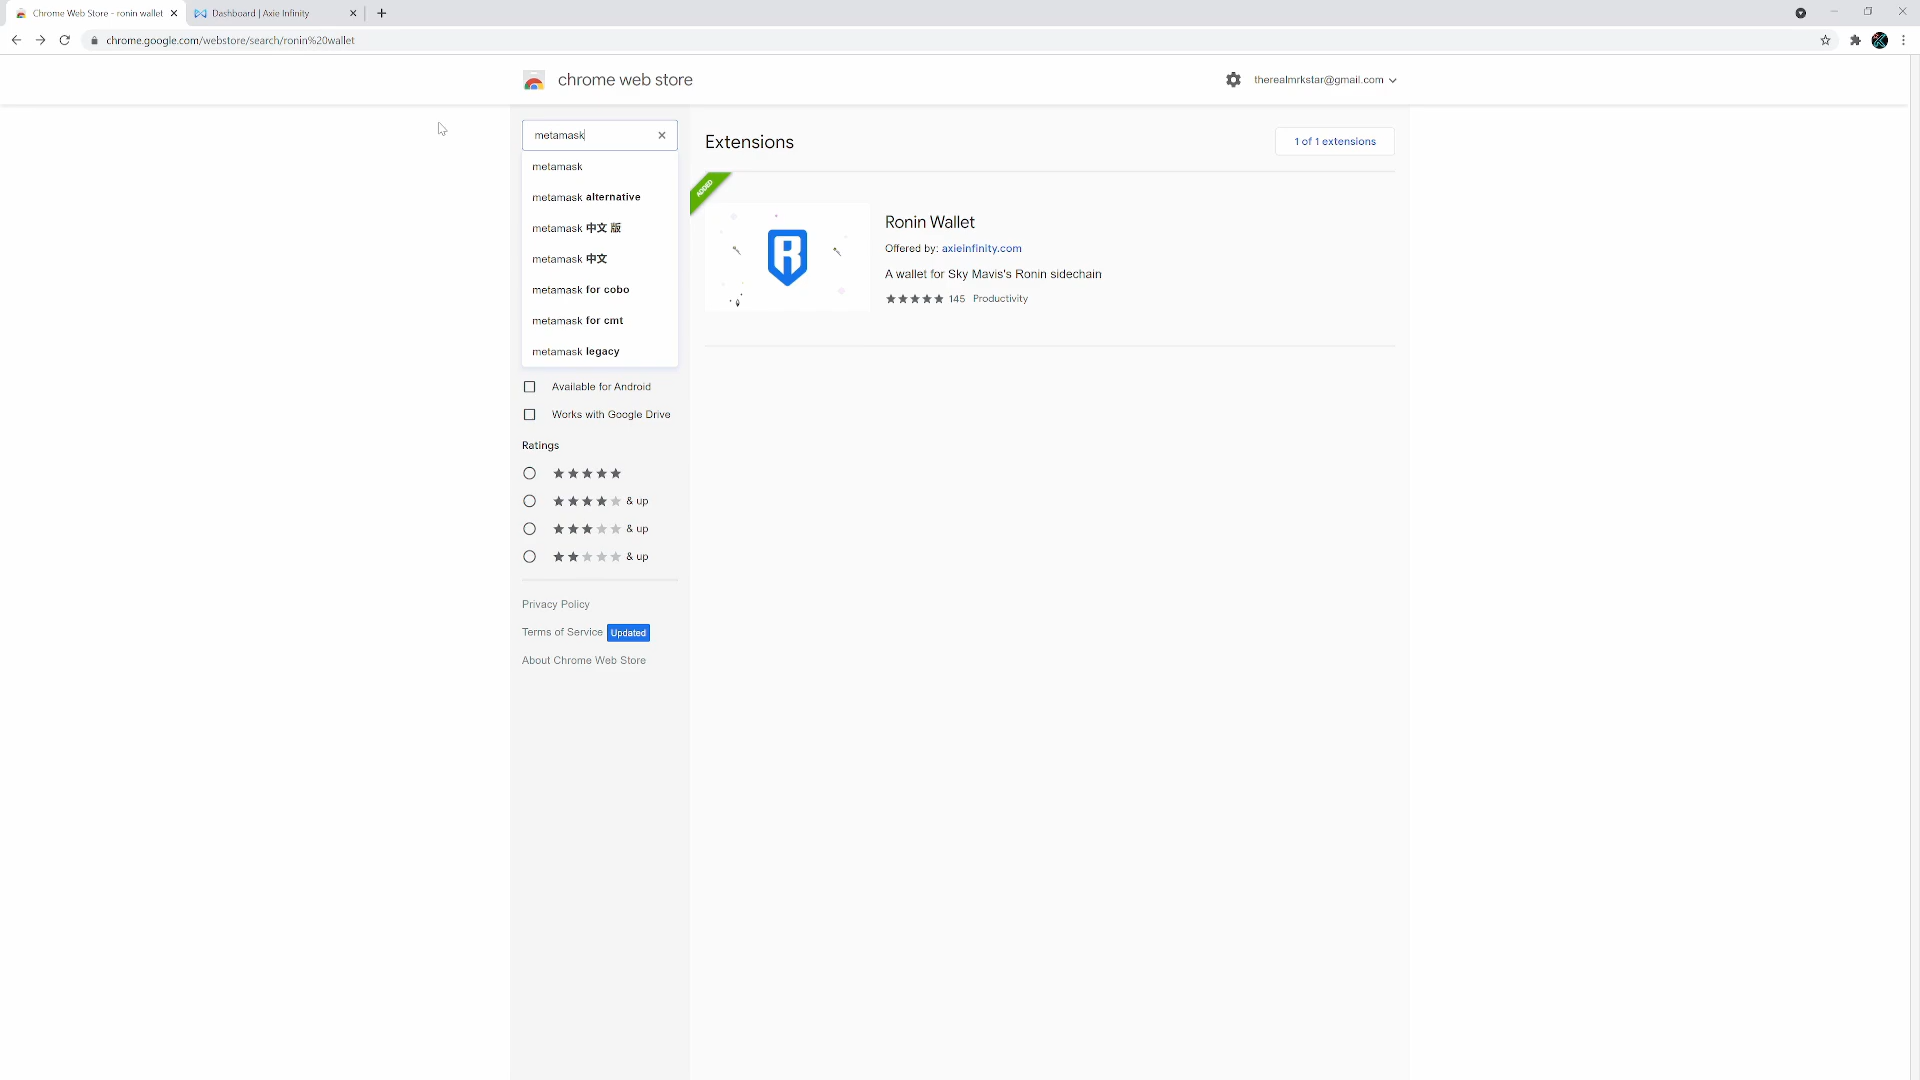 Chrome Web Store - ronin wallet
Dashboard | Axie Infinity
chrome.google.com/webstore/search/ronin%20wallet
chrome web store
therealmrkstar@gmail.com
metamask
metamask
metamask alternative
metamask 中文 版
metamask 中文
metamask for cobo
metamask for cmt
metamask legacy
Available for Android
Works with Google Drive
Ratings
& up
& up
& up
Privacy Policy
Terms of Service Updated
About Chrome Web Store
Extensions
1 of 1 extensions
ADDED
Ronin Wallet
Offered by: axieinfinity.com
A wallet for Sky Mavis's Ronin sidechain
145 Productivity